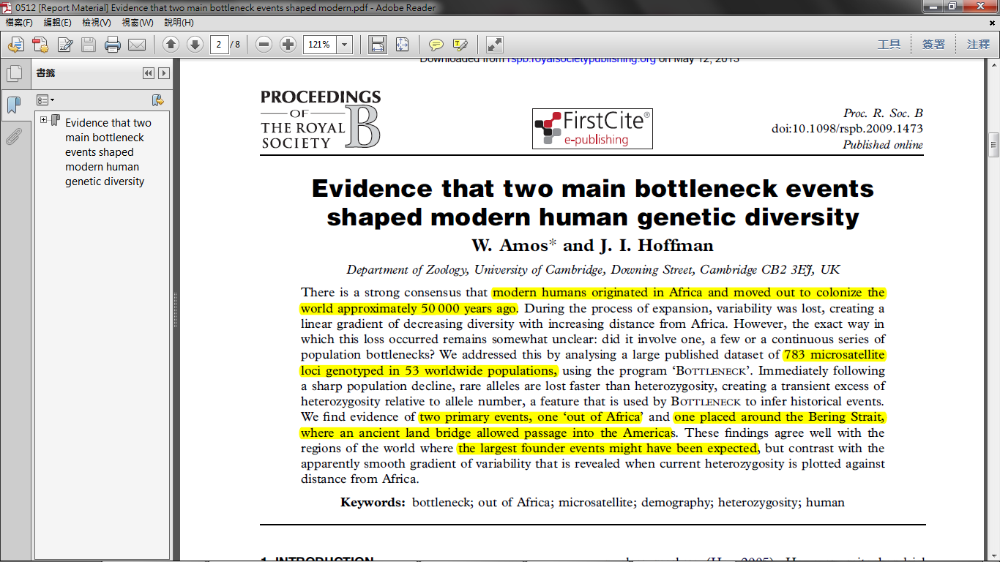 0512 [Report Material] Evidence that two main bottleneck events shaped modern.pdf - Adobe Reader
檔案(F) 編輯(E) 檢視(V) 視窗(W) 說明(H)
2 / 8 121% 工具 簽署 注釋
書籤
Evidence that two
main bottleneck
events shaped
modern human
genetic diversity
Downloaded from rspb.royalsocietypublishing.org on May 12, 2013
PROCEEDINGS
OF
THE ROYAL
SOCIETY B
FirstCite®
e-publishing
Proc. R. Soc. B
doi:10.1098/rspb.2009.1473
Published online
Evidence that two main bottleneck events
shaped modern human genetic diversity
W. Amos* and J. I. Hoffman
Department of Zoology, University of Cambridge, Downing Street, Cambridge CB2 3EJ, UK
There is a strong consensus that modern humans originated in Africa and moved out to colonize the
world approximately 50 000 years ago. During the process of expansion, variability was lost, creating a
linear gradient of decreasing diversity with increasing distance from Africa. However, the exact way in
which this loss occurred remains somewhat unclear: did it involve one, a few or a continuous series of
population bottlenecks? We addressed this by analysing a large published dataset of 783 microsatellite
loci genotyped in 53 worldwide populations, using the program ‘BOTTLENECK’. Immediately following
a sharp population decline, rare alleles are lost faster than heterozygosity, creating a transient excess of
heterozygosity relative to allele number, a feature that is used by BOTTLENECK to infer historical events.
We find evidence of two primary events, one ‘out of Africa’ and one placed around the Bering Strait,
where an ancient land bridge allowed passage into the Americas. These findings agree well with the
regions of the world where the largest founder events might have been expected, but contrast with the
apparently smooth gradient of variability that is revealed when current heterozygosity is plotted against
distance from Africa.
Keywords: bottleneck; out of Africa; microsatellite; demography; heterozygosity; human
1. INTRODUCTION